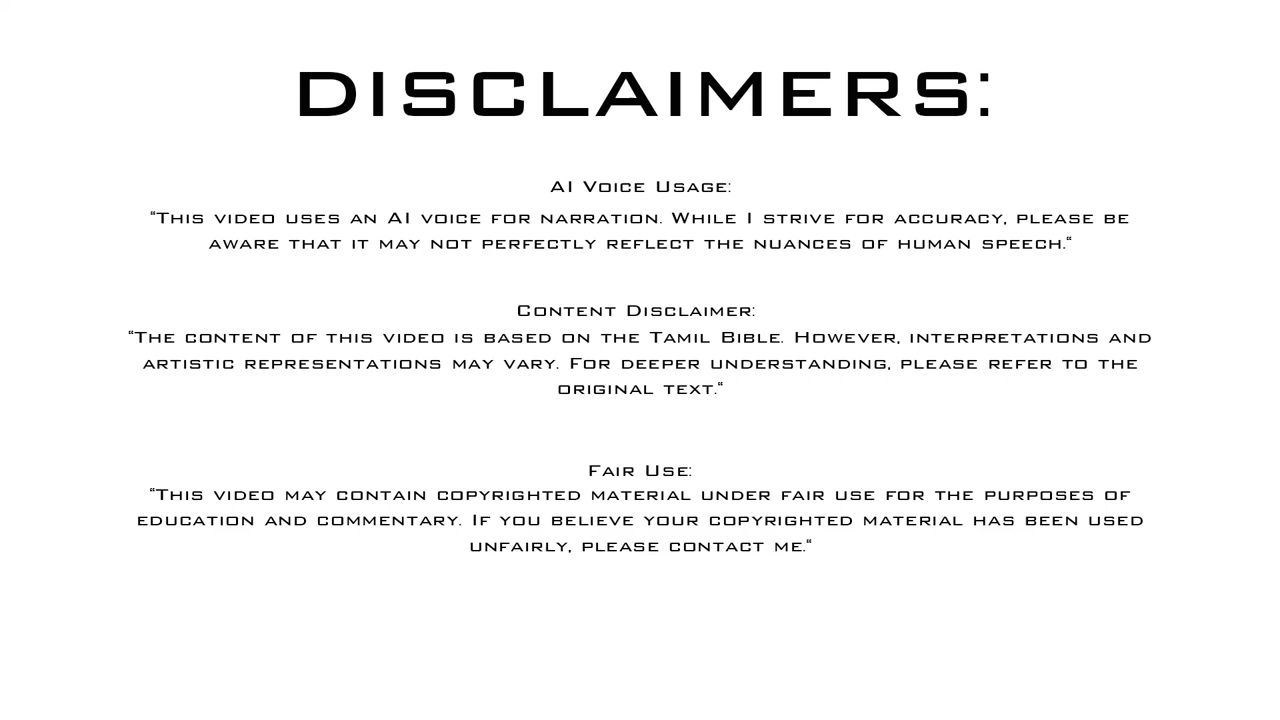 DISCLAIMERS:
AI Voice Usage:
“This video uses an AI voice for narration. While I strive for accuracy, please be
aware that it may not perfectly reflect the nuances of human speech.“
Content Disclaimer:
“The content of this video is based on the Tamil Bible. However, interpretations and
artistic representations may vary. For deeper understanding, please refer to the
original text.“
Fair Use:
“This video may contain copyrighted material under fair use for the purposes of
education and commentary. If you believe your copyrighted material has been used
unfairly, please contact me.“